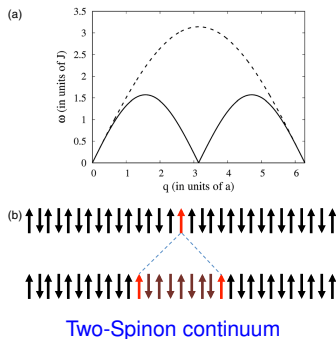 (a)
3.5
3
2.5
2
1.5
1
0.5
0
ω (in units of J)
0 1 2 3 4 5 6
q (in units of a)
(b)
Two-Spinon continuum